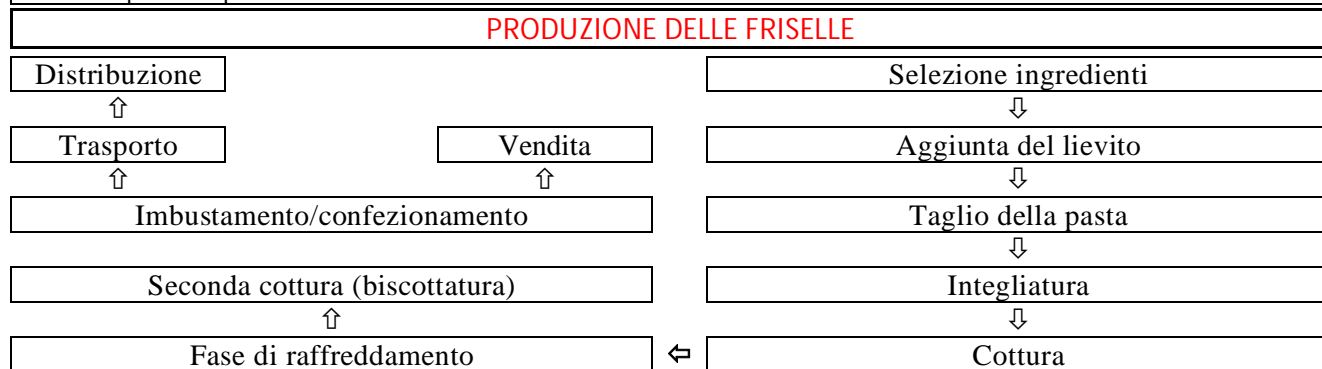 PRODUZIONE DELLE FRISELLE
Distribuzione
Selezione ingredienti
⇧
⇩
Trasporto
Vendita
Aggiunta del lievito
⇧
⇧
⇩
Imbustamento/confezionamento
Taglio della pasta
⇩
Seconda cottura (biscottatura)
Integliatura
⇧
⇩
Fase di raffreddamento
⇦
Cottura